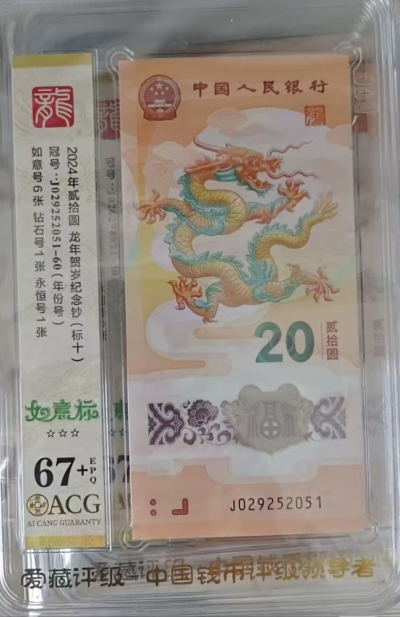 龍
2024年贰拾圆 龙年贺岁纪念钞(标十)
冠号:J029252051-60(年份号)
如意号6张 钻石号1张 永恒号1张
如意标
☆☆☆
67+EPQ
ACG
AI CANG GUARANTY
中国人民银行
20
贰拾圆
福
J029252051
爱藏评级 中国钱币评级领导者